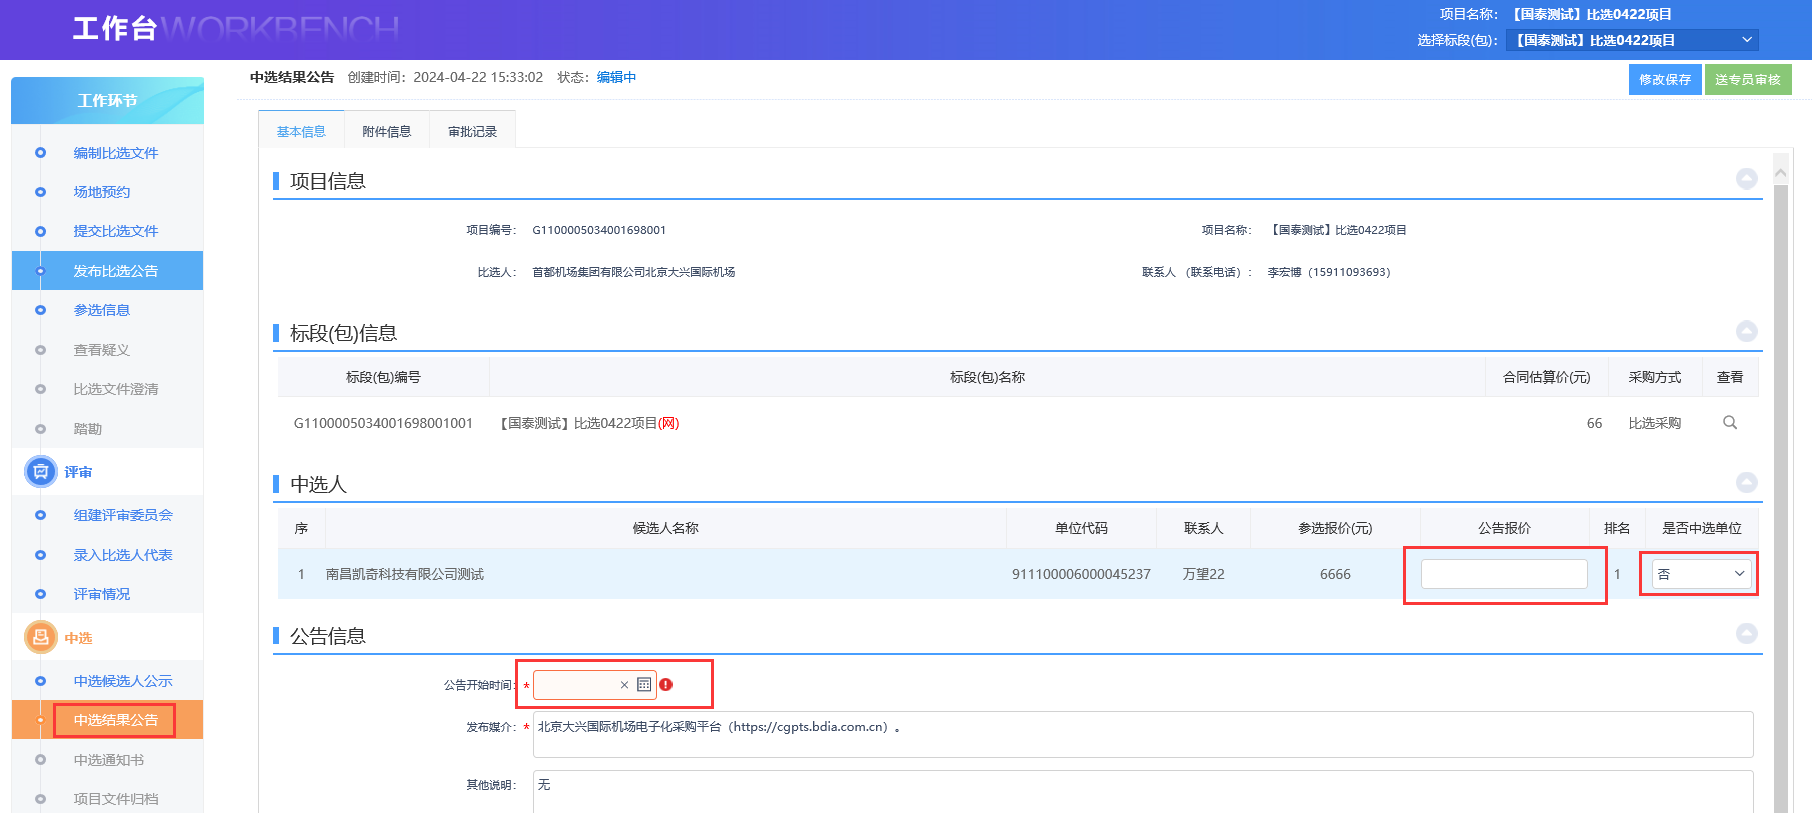 工作台WORKBENCH
项目名称：【国泰测试】比选0422项目
选择标段(包)：【国泰测试】比选0422项目
工作环节
编制比选文件
场地预约
提交比选文件
发布比选公告
参选信息
查看疑义
比选文件澄清
踏勘
评审
组建评审委员会
录入比选人代表
评审情况
中选
中选候选人公示
中选结果公告
中选通知书
项目文件归档
中选结果公告 创建时间：2024-04-22 15:33:02 状态：编辑中
修改保存 送专员审核
基本信息 附件信息 审批记录
项目信息
项目编号： G1100005034001698001 项目名称： 【国泰测试】比选0422项目
比选人： 首都机场集团有限公司北京大兴国际机场 联系人 （联系电话）： 李宏博（15911093693）
标段(包)信息
标段(包)编号 标段(包)名称 合同估算价(元) 采购方式 查看
G1100005034001698001001 【国泰测试】比选0422项目(网) 66 比选采购
中选人
序 候选人名称 单位代码 联系人 参选报价(元) 公告报价 排名 是否中选单位
1 南昌凯奇科技有限公司测试 911100006000045237 万望22 6666 1 否
公告信息
公告开始时间：*
发布媒介：* 北京大兴国际机场电子化采购平台（https://cgpts.bdia.com.cn）。
其他说明： 无